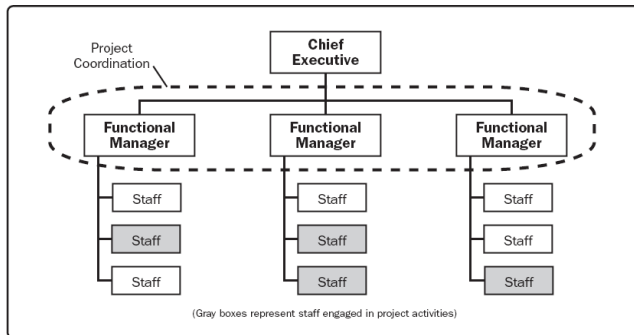 Project
Coordination
Chief
Executive
Functional
Manager
Functional
Manager
Functional
Manager
Staff
Staff
Staff
Staff
Staff
Staff
Staff
Staff
Staff
(Gray boxes represent staff engaged in project activities)